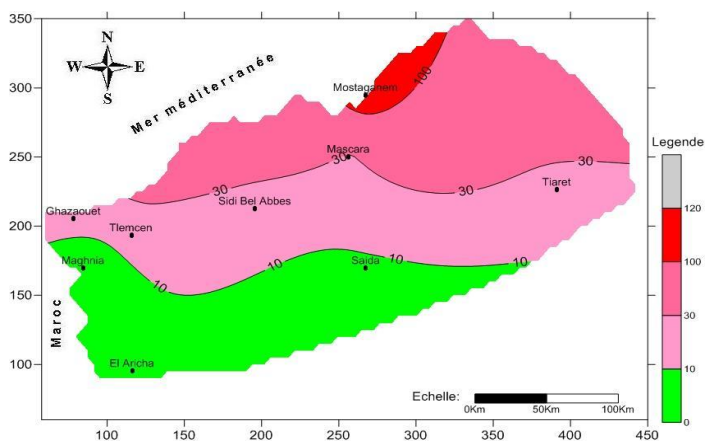 350
300
250
200
150
100
N
W E
S
Mer méditerranée
Maroc
Mostaganem
100
Mascara
30
30
30
30
Tiaret
Sidi Bel Abbes
Ghazaouet
Tlemcen
Maghnia
10
10
10
10
Saida
El Aricha
Echelle:
0Km 50Km 100Km
100 150 200 250 300 350 400 450
Legende
120
100
30
10
0